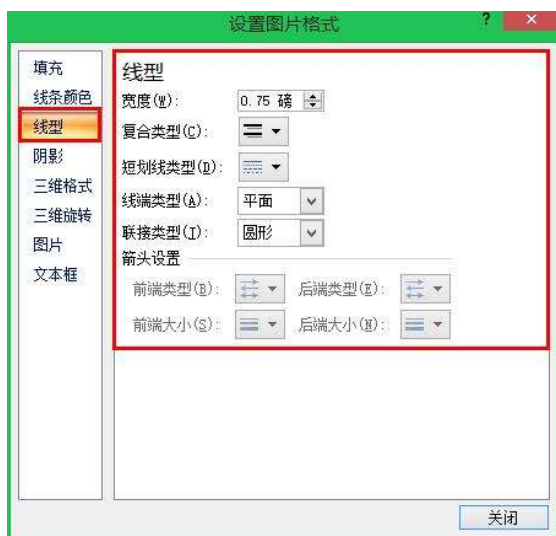 设置图片格式
?
×
填充
线条颜色
线型
阴影
三维格式
三维旋转
图片
文本框
线型
宽度(W): 0.75 磅
复合类型(C):
短划线类型(D):
线端类型(A): 平面
联接类型(T): 圆形
箭头设置
前端类型(B): 后端类型(E):
前端大小(S): 后端大小(N):
关闭